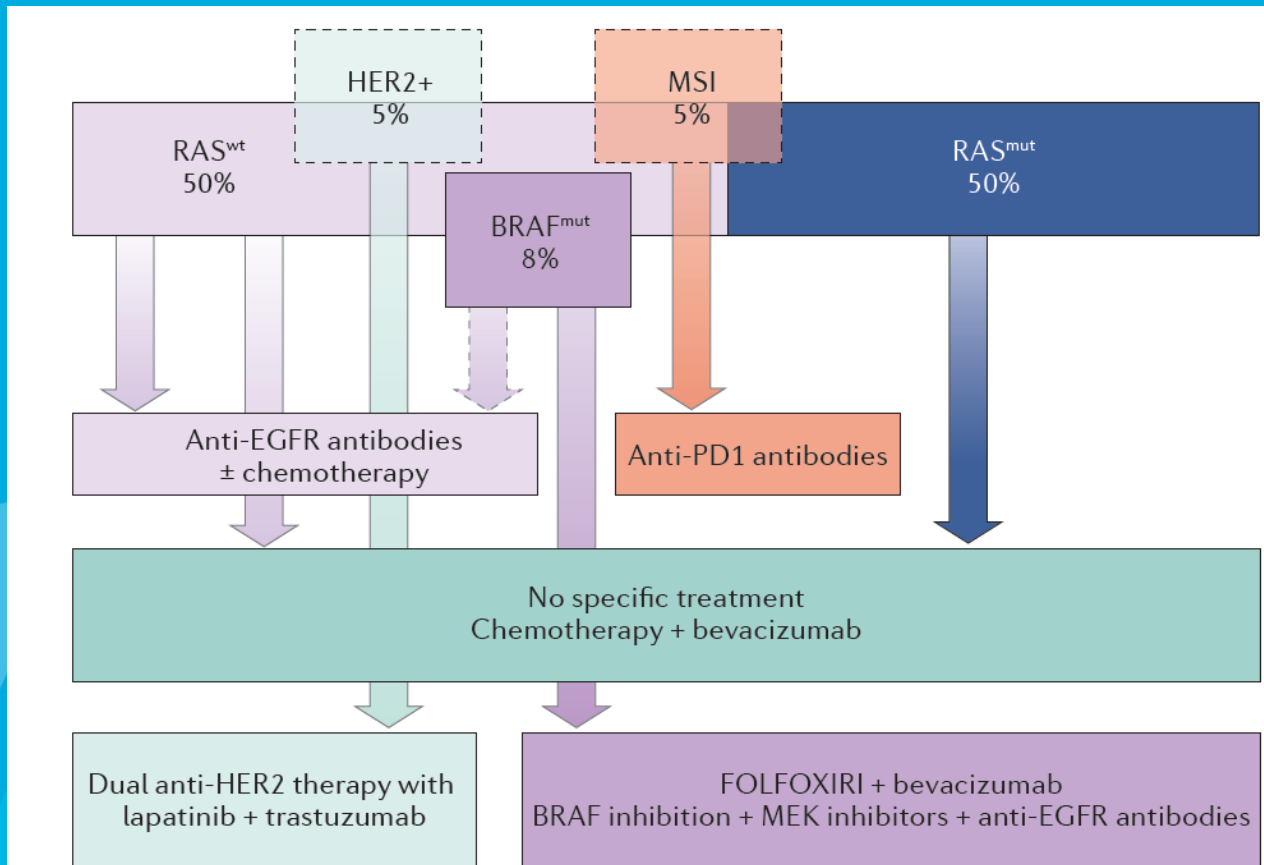 HER2+
5%
MSI
5%
RASʷᵗ
50%
RASᵐᵘᵗ
50%
BRAFᵐᵘᵗ
8%
Anti-EGFR antibodies
± chemotherapy
Anti-PD1 antibodies
No specific treatment
Chemotherapy + bevacizumab
Dual anti-HER2 therapy with
lapatinib + trastuzumab
FOLFOXIRI + bevacizumab
BRAF inhibition + MEK inhibitors + anti-EGFR antibodies